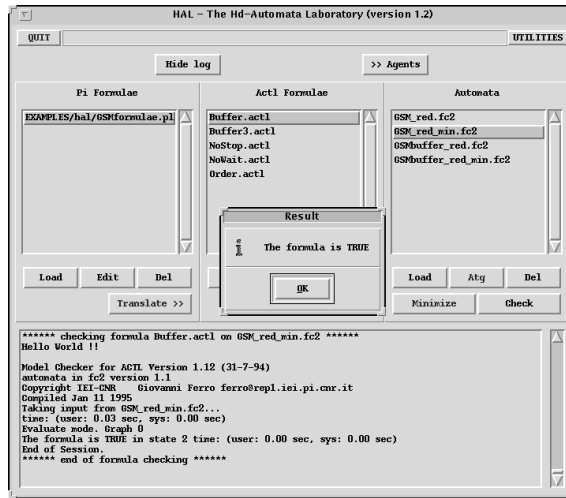 HAL - The Hd-Automata Laboratory (version 1.2)
QUIT
UTILITIES
Hide log
>> Agents
Pi Formulae
EXAMPLES/hal/GSMformulae.pl
Load Edit Del
Translate >>
Actl Formulae
Buffer.actl
Buffer3.actl
NoStop.actl
NoWait.actl
Order.actl
Automata
GSM_red.fc2
GSM_red_min.fc2
GSMbuffer_red.fc2
GSMbuffer_red_min.fc2
Load Atg Del
Minimize Check
Result
The formula is TRUE
OK
****** checking formula Buffer.actl on GSM_red_min.fc2 ******
Hello World !!
Model Checker for ACTL Version 1.12 (31-7-94)
automata in fc2 version 1.1
Copyright IEI-CNR Giovanni Ferro ferro@rep1.iei.pi.cnr.it
Compiled Jan 11 1995
Taking input from GSM_red_min.fc2...
time: (user: 0.03 sec, sys: 0.00 sec)
Evaluate mode. Graph 0
The formula is TRUE in state 2 time: (user: 0.00 sec, sys: 0.00 sec)
End of Session.
****** end of formula checking ******